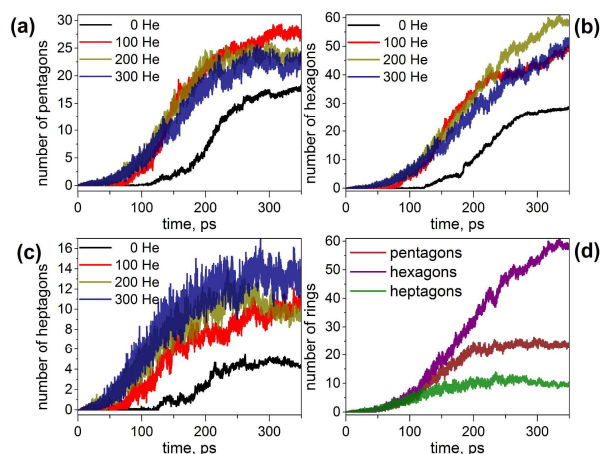 (a)
number of pentagons
30
25
20
15
10
5
0
0 He
100 He
200 He
300 He
0 100 200 300
time, ps
(b)
number of hexagons
60
50
40
30
20
10
0
0 He
100 He
200 He
300 He
0 100 200 300
time, ps
(c)
number of heptagons
16
14
12
10
8
6
4
2
0
0 He
100 He
200 He
300 He
0 100 200 300
time, ps
(d)
number of rings
60
50
40
30
20
10
0
pentagons
hexagons
heptagons
0 100 200 300
time, ps